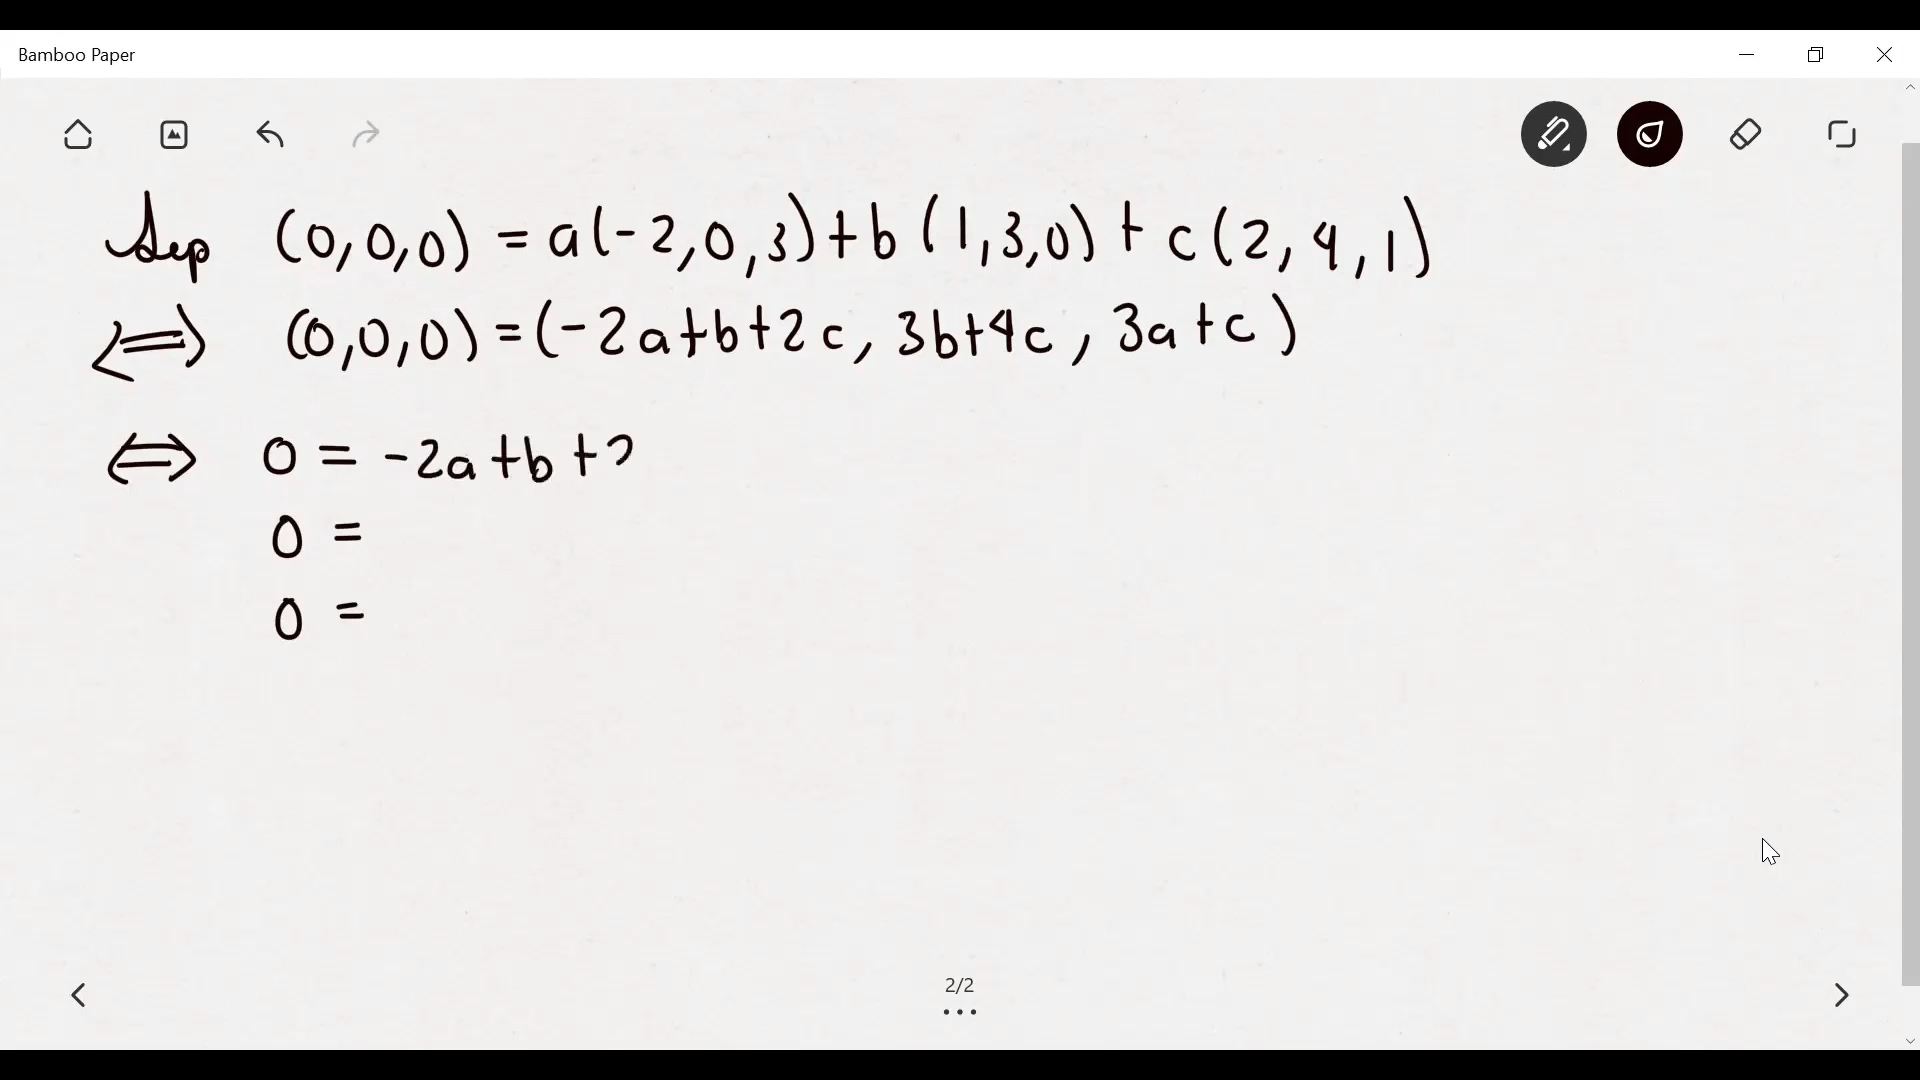 Bamboo Paper
Sup (0,0,0) = a(-2,0,3)+b(1,3,0)+c(2,4,1)
⟺ (0,0,0)=(-2a+b+2c, 3b+4c, 3a+c)
⟺ 0 = -2a+b+2
0 =
0 =
2/2